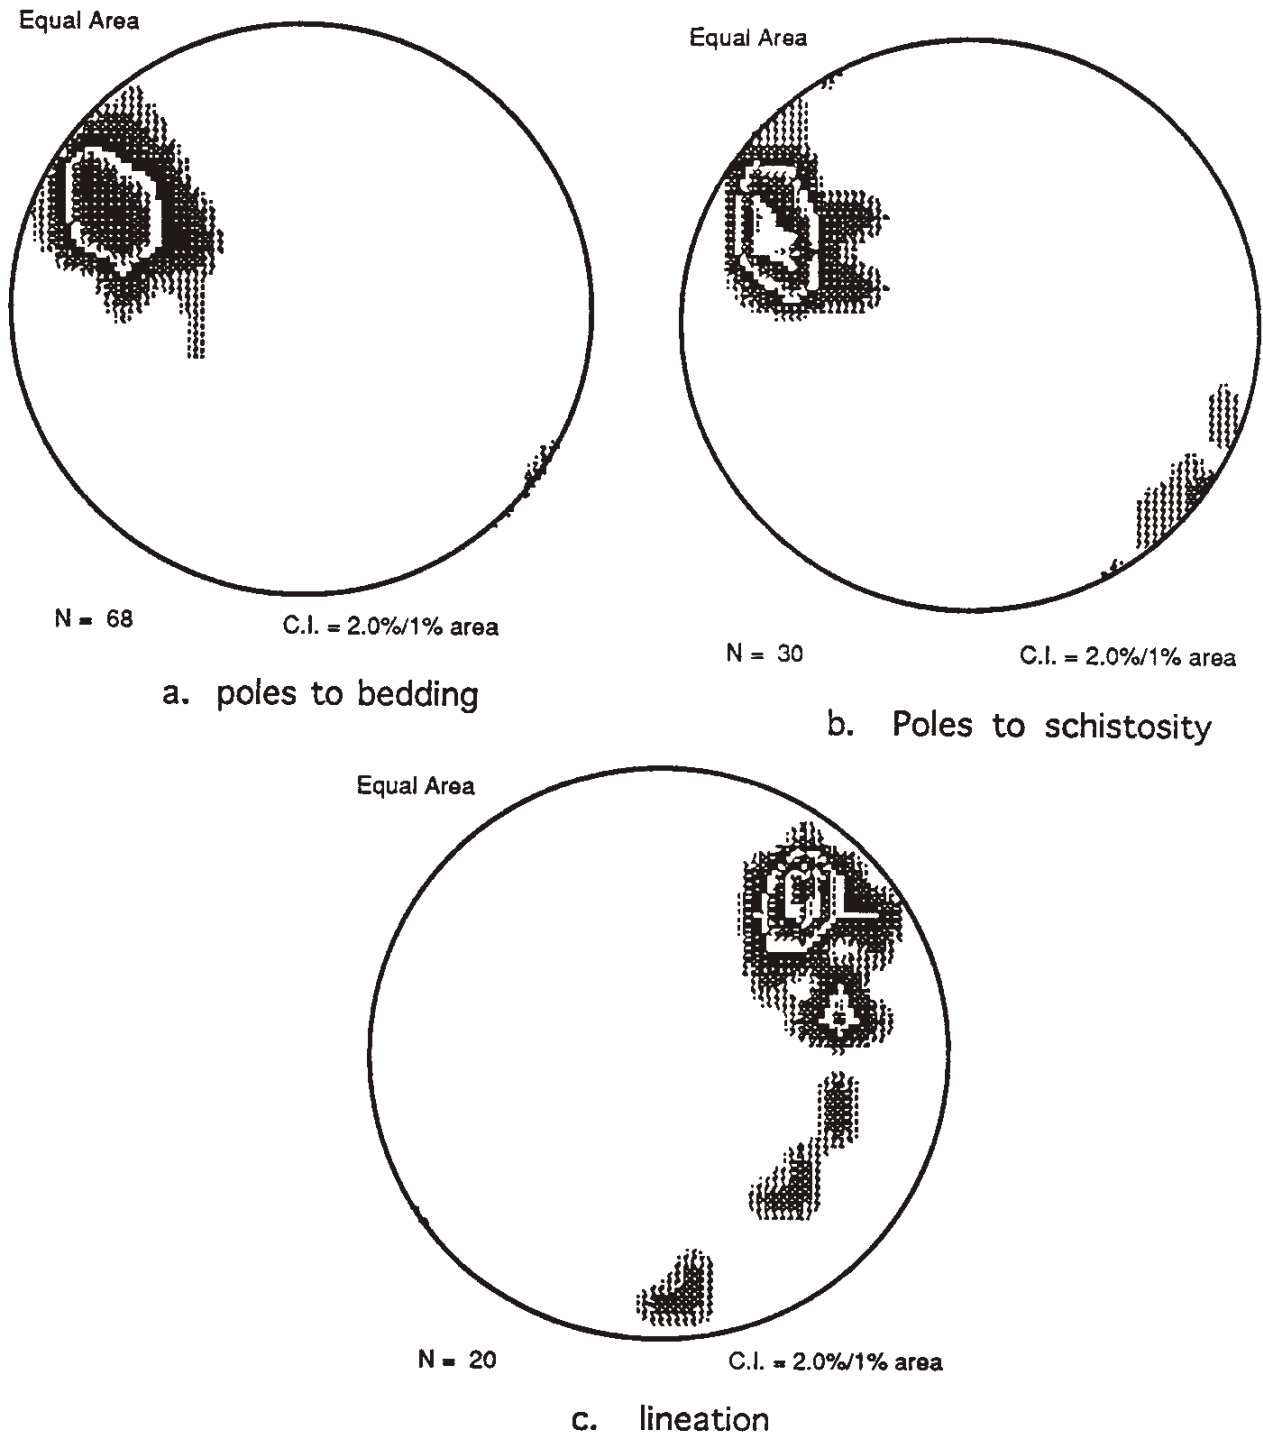 Equal Area
N = 68
C.I. = 2.0%/1% area
a. poles to bedding
Equal Area
N = 30
C.I. = 2.0%/1% area
b. Poles to schistosity
Equal Area
N = 20
C.I. = 2.0%/1% area
c. lineation